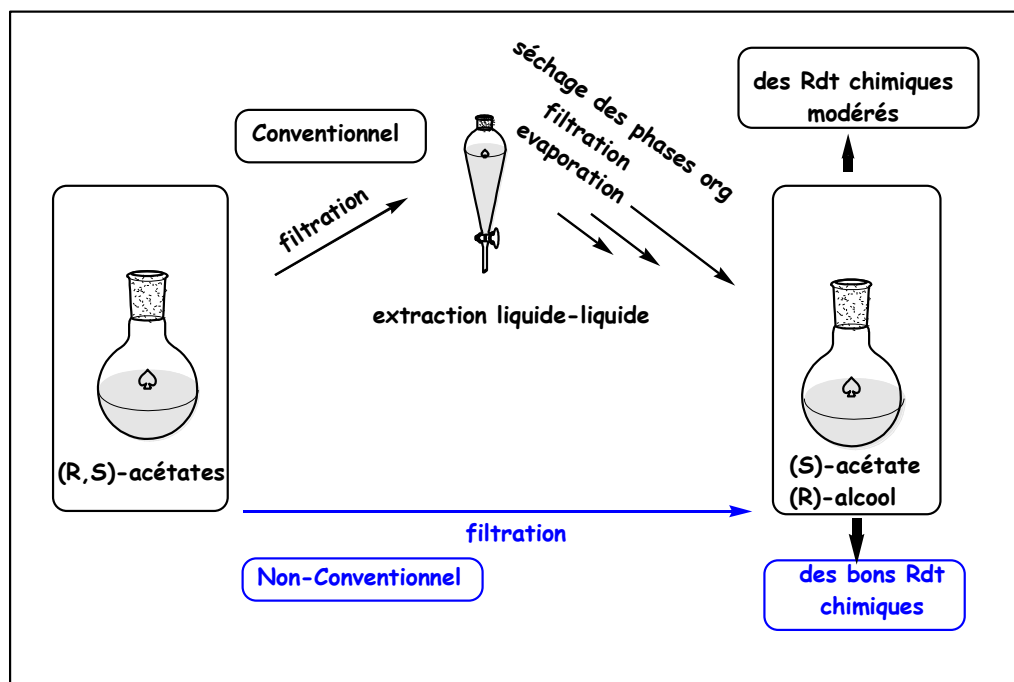 Conventionnel
filtration
séchage des phases org
filtration
evaporation
extraction liquide-liquide
des Rdt chimiques
modérés
(R,S)-acétates
(S)-acétate
(R)-alcool
filtration
Non-Conventionnel
des bons Rdt
chimiques